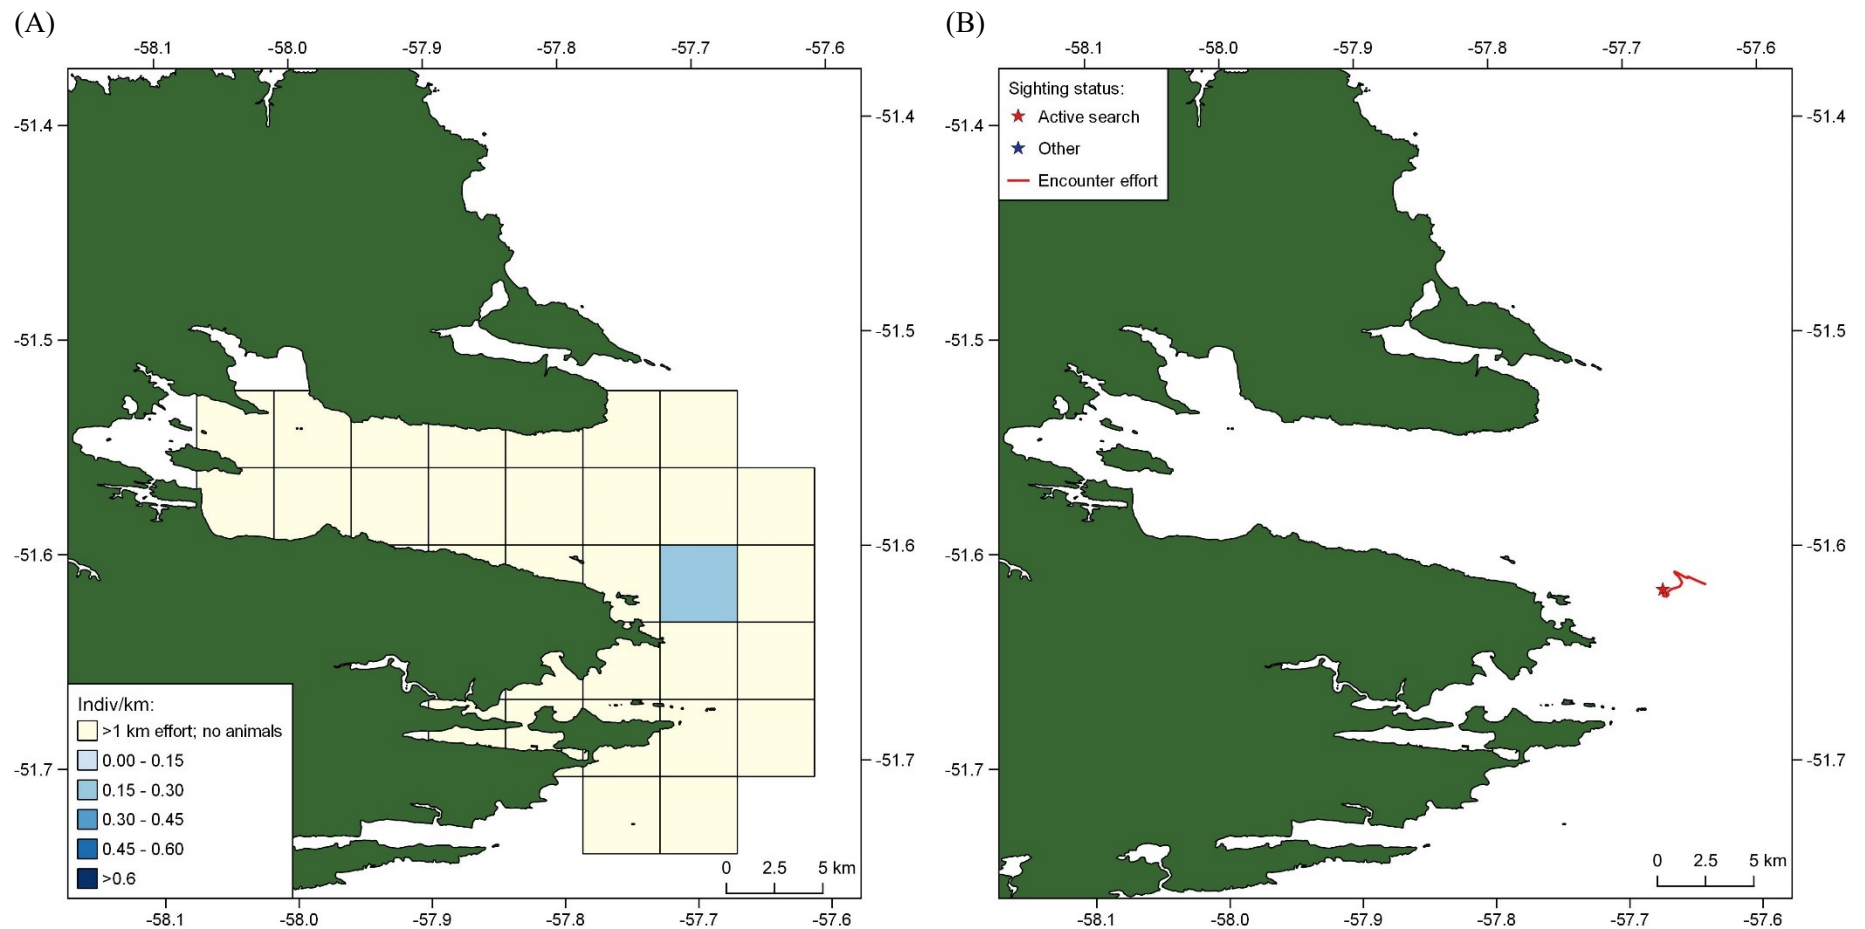 (A)
(B)
-58.1 -58.0 -57.9 -57.8 -57.7 -57.6
-51.4 -51.4
-51.5 -51.5
-51.6 -51.6
-51.7 -51.7
Indiv/km:
>1 km effort; no animals
0.00 - 0.15
0.15 - 0.30
0.30 - 0.45
0.45 - 0.60
>0.6
0 2.5 5 km
-58.1 -58.0 -57.9 -57.8 -57.7 -57.6
-58.1 -58.0 -57.9 -57.8 -57.7 -57.6
Sighting status:
Active search
Other
Encounter effort
-51.4 -51.4
-51.5 -51.5
-51.6 -51.6
-51.7 -51.7
0 2.5 5 km
-58.1 -58.0 -57.9 -57.8 -57.7 -57.6